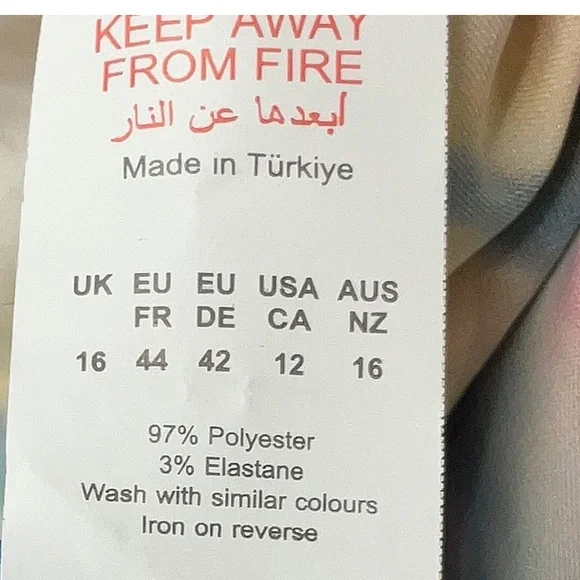 KEEP AWAY
FROM FIRE
أبعدها عن النار
Made in Türkiye
UK EU EU USA AUS
FR DE CA NZ
16 44 42 12 16
97% Polyester
3% Elastane
Wash with similar colours
Iron on reverse